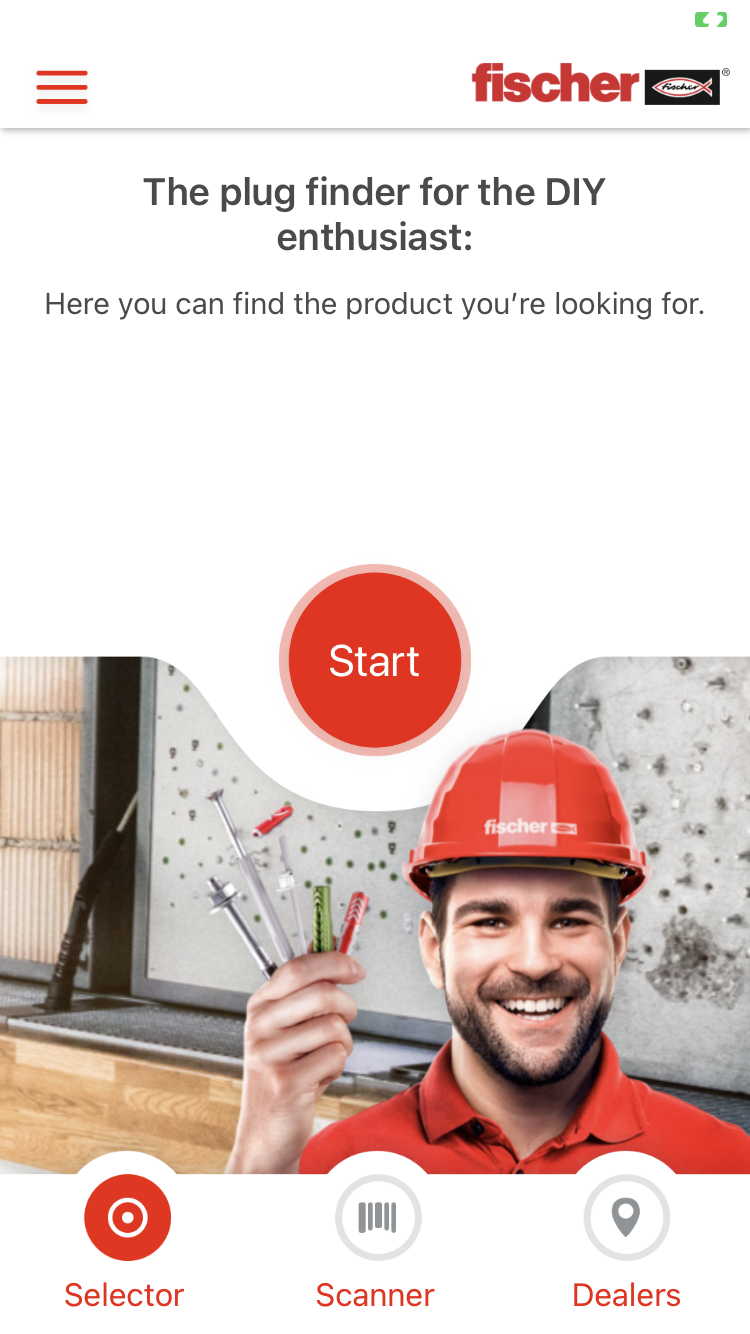 fischer fischer ®
The plug finder for the DIY
enthusiast:
Here you can find the product you’re looking for.
Start
fischer
Selector
Scanner
Dealers